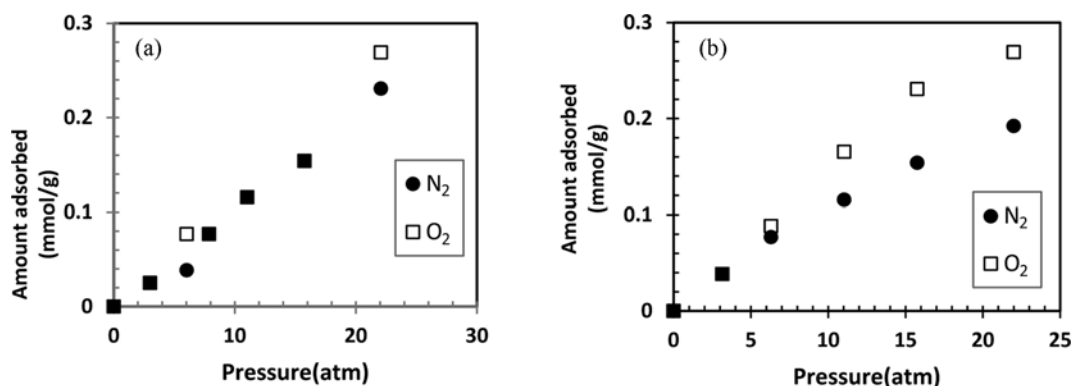 (a)
Amount adsorbed
(mmol/g)
0.3
0.2
0.1
0
0
10
20
30
Pressure(atm)
N₂
O₂
(b)
Amount adsorbed
(mmol/g)
0.3
0.2
0.1
0
0
5
10
15
20
25
Pressure(atm)
N₂
O₂